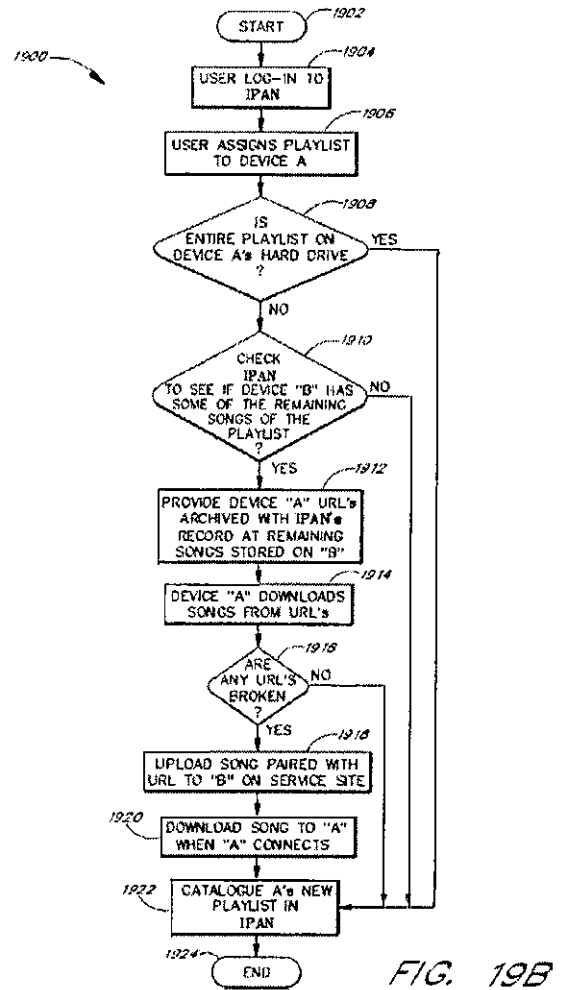 1902
START
1900
1904
USER LOG-IN TO
IPAN
1906
USER ASSIGNS PLAYLIST
TO DEVICE A
1908
IS
ENTIRE PLAYLIST ON
DEVICE A's HARD DRIVE
?
YES
NO
1910
CHECK
IPAN
TO SEE IF DEVICE "B" HAS
SOME OF THE REMAINING
SONGS OF THE
PLAYLIST
?
NO
YES
1912
PROVIDE DEVICE "A" URL's
ARCHIVED WITH IPAN's
RECORD AT REMAINING
SONGS STORED ON "B"
1914
DEVICE "A" DOWNLOADS
SONGS FROM URL's
1916
ARE
ANY URL'S
BROKEN
?
NO
YES
1918
UPLOAD SONG PAIRED WITH
URL TO "B" ON SERVICE SITE
1920
DOWNLOAD SONG TO "A"
WHEN "A" CONNECTS
1922
CATALOGUE A's NEW
PLAYLIST IN
IPAN
1924
END
FIG. 19B